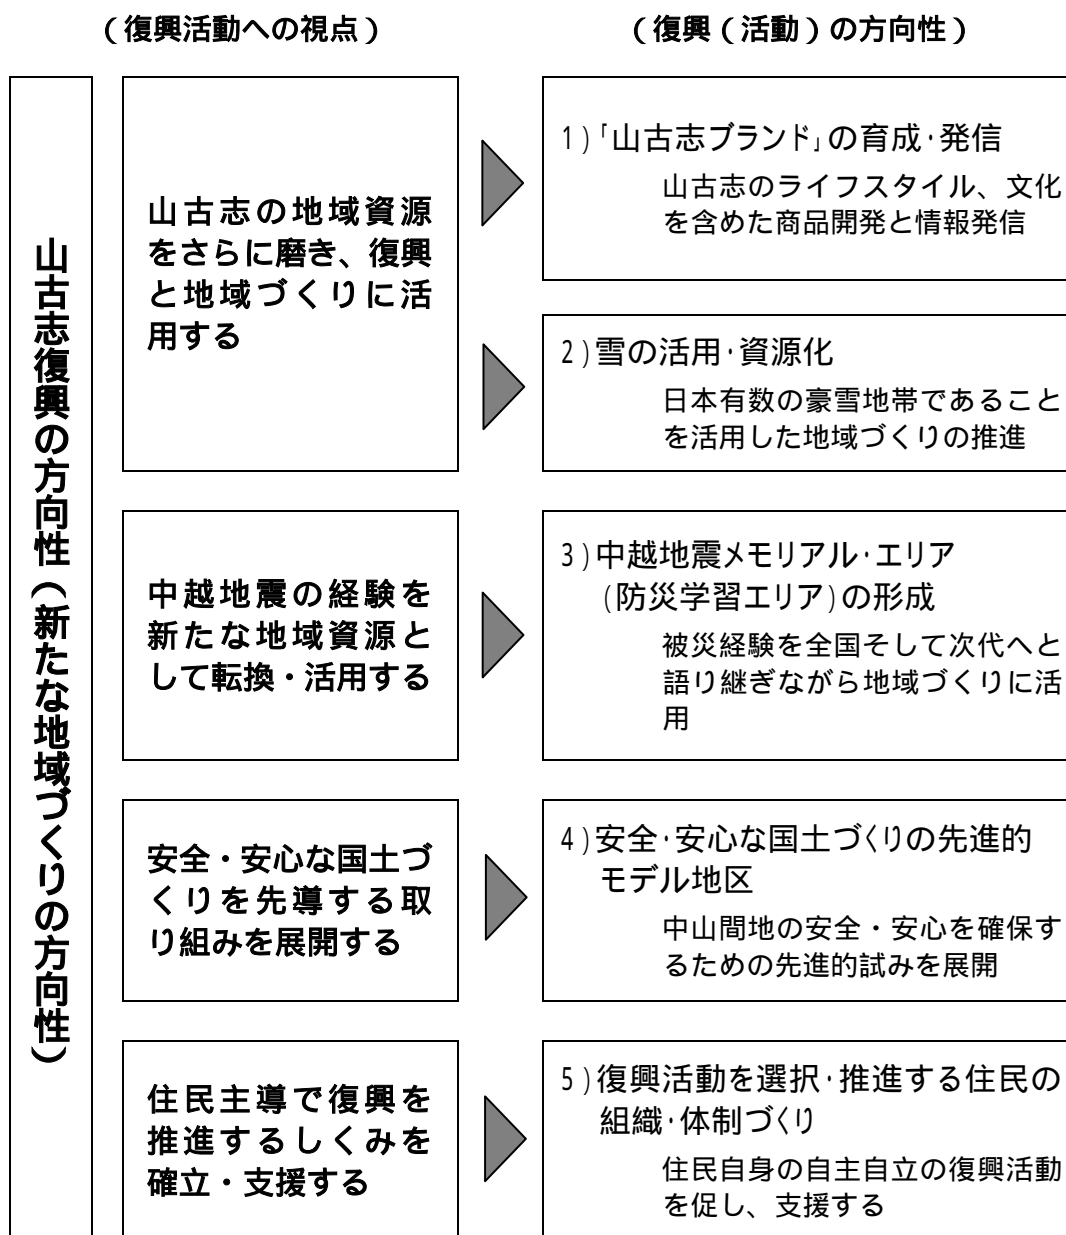 （復興活動への視点）
（復興（活動）の方向性）
山古志復興の方向性（新たな地域づくりの方向性）
山古志の地域資源
をさらに磨き、復興
と地域づくりに活
用する
1)「山古志ブランド」の育成・発信
山古志のライフスタイル、文化
を含めた商品開発と情報発信
2)雪の活用・資源化
日本有数の豪雪地帯であること
を活用した地域づくりの推進
中越地震の経験を
新たな地域資源と
して転換・活用する
3)中越地震メモリアル・エリア
(防災学習エリア)の形成
被災経験を全国そして次代へと
語り継ぎながら地域づくりに活
用
安全・安心な国土づ
くりを先導する取
り組みを展開する
4)安全・安心な国土づくりの先進的
モデル地区
中山間地の安全・安心を確保す
るための先進的試みを展開
住民主導で復興を
推進するしくみを
確立・支援する
5)復興活動を選択・推進する住民の
組織・体制づくり
住民自身の自主自立の復興活動
を促し、支援する